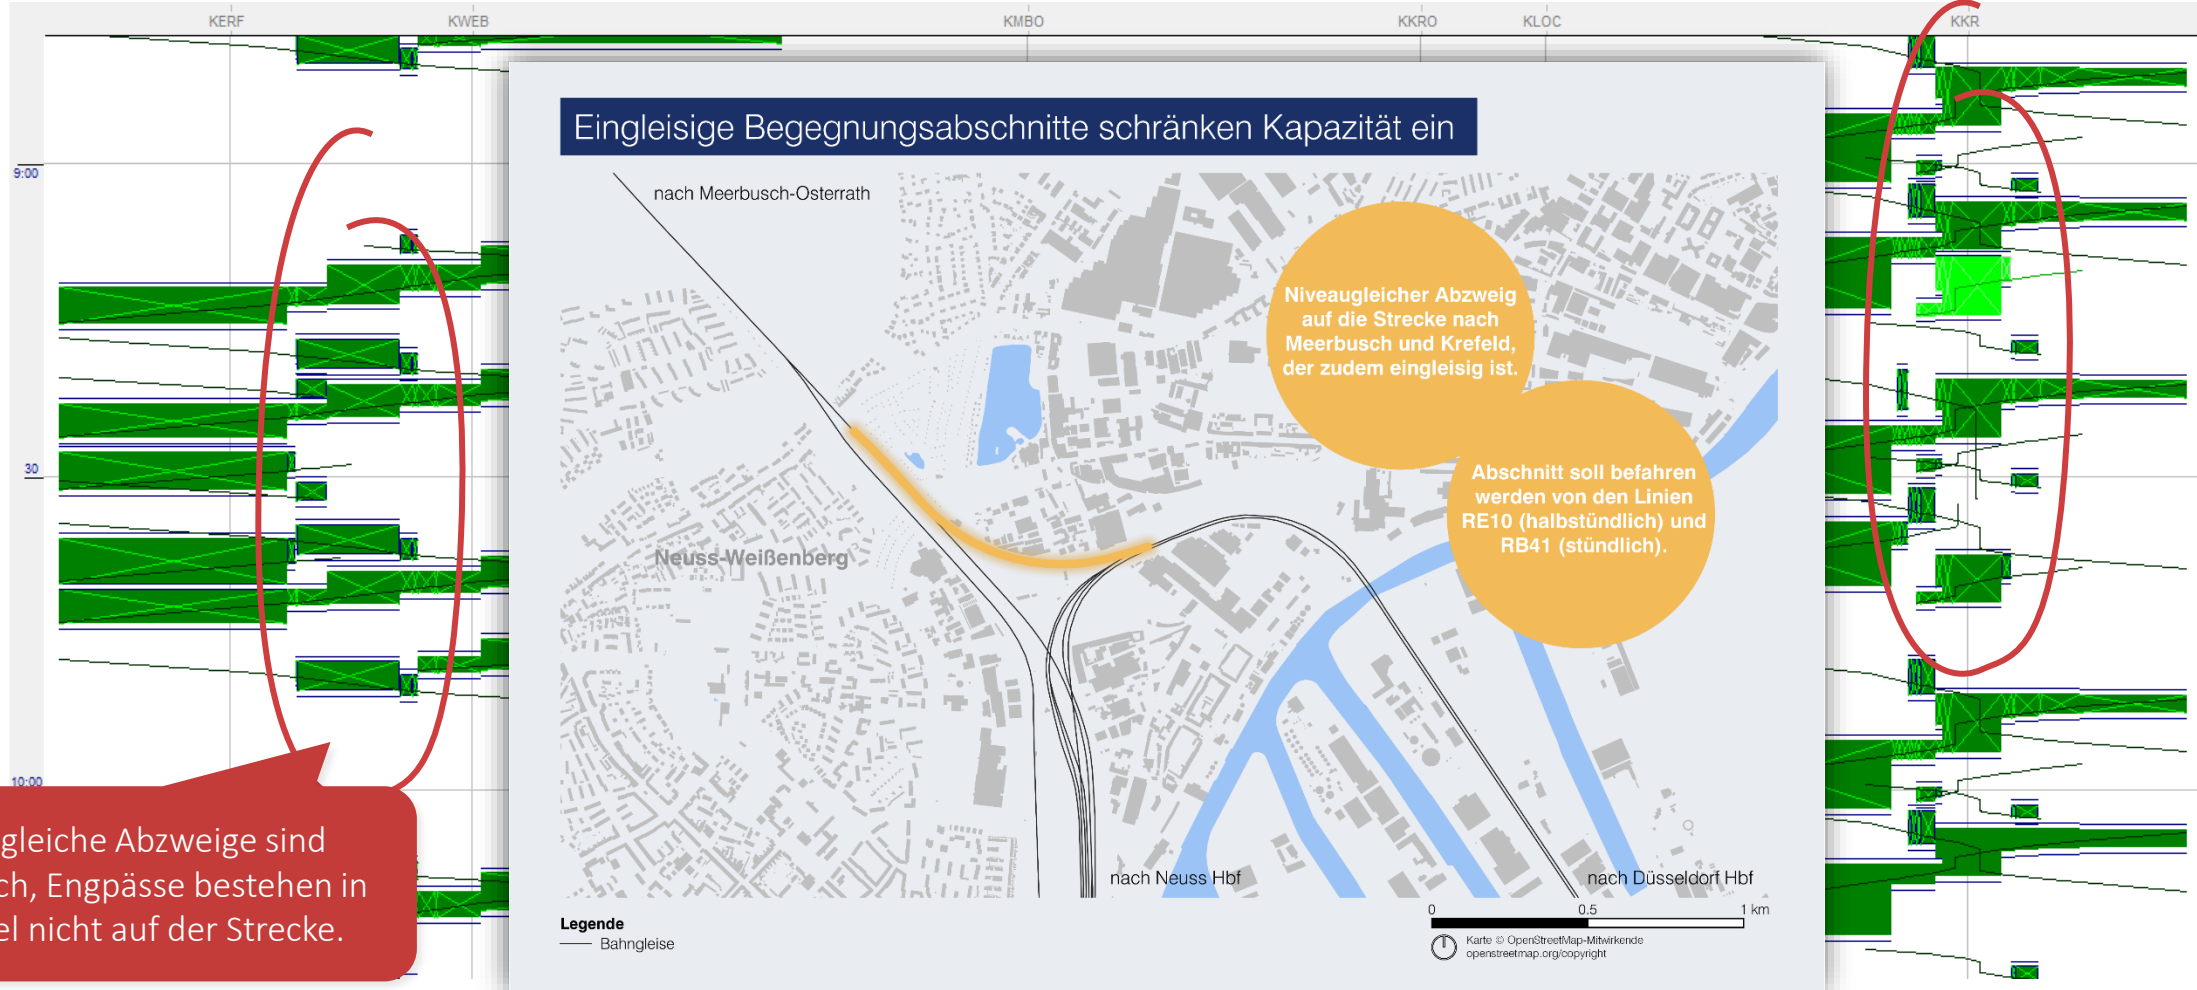 KERF KWEB KMBO KKRO KLOC KKR
9:00
30
10:00
Eingleisige Begegnungsabschnitte schränken Kapazität ein
nach Meerbusch-Osterrath
Niveaugleicher Abzweig
auf die Strecke nach
Meerbusch und Krefeld,
der zudem eingleisig ist.
Abschnitt soll befahren
werden von den Linien
RE10 (halbstündlich) und
RB41 (stündlich).
Neuss-Weißenberg
nach Neuss Hbf
nach Düsseldorf Hbf
Legende
Bahngleise
0 0.5 1 km
Karte © OpenStreetMap-Mitwirkende
openstreetmap.org/copyright
gleiche Abzweige sind
ch, Engpässe bestehen in
el nicht auf der Strecke.